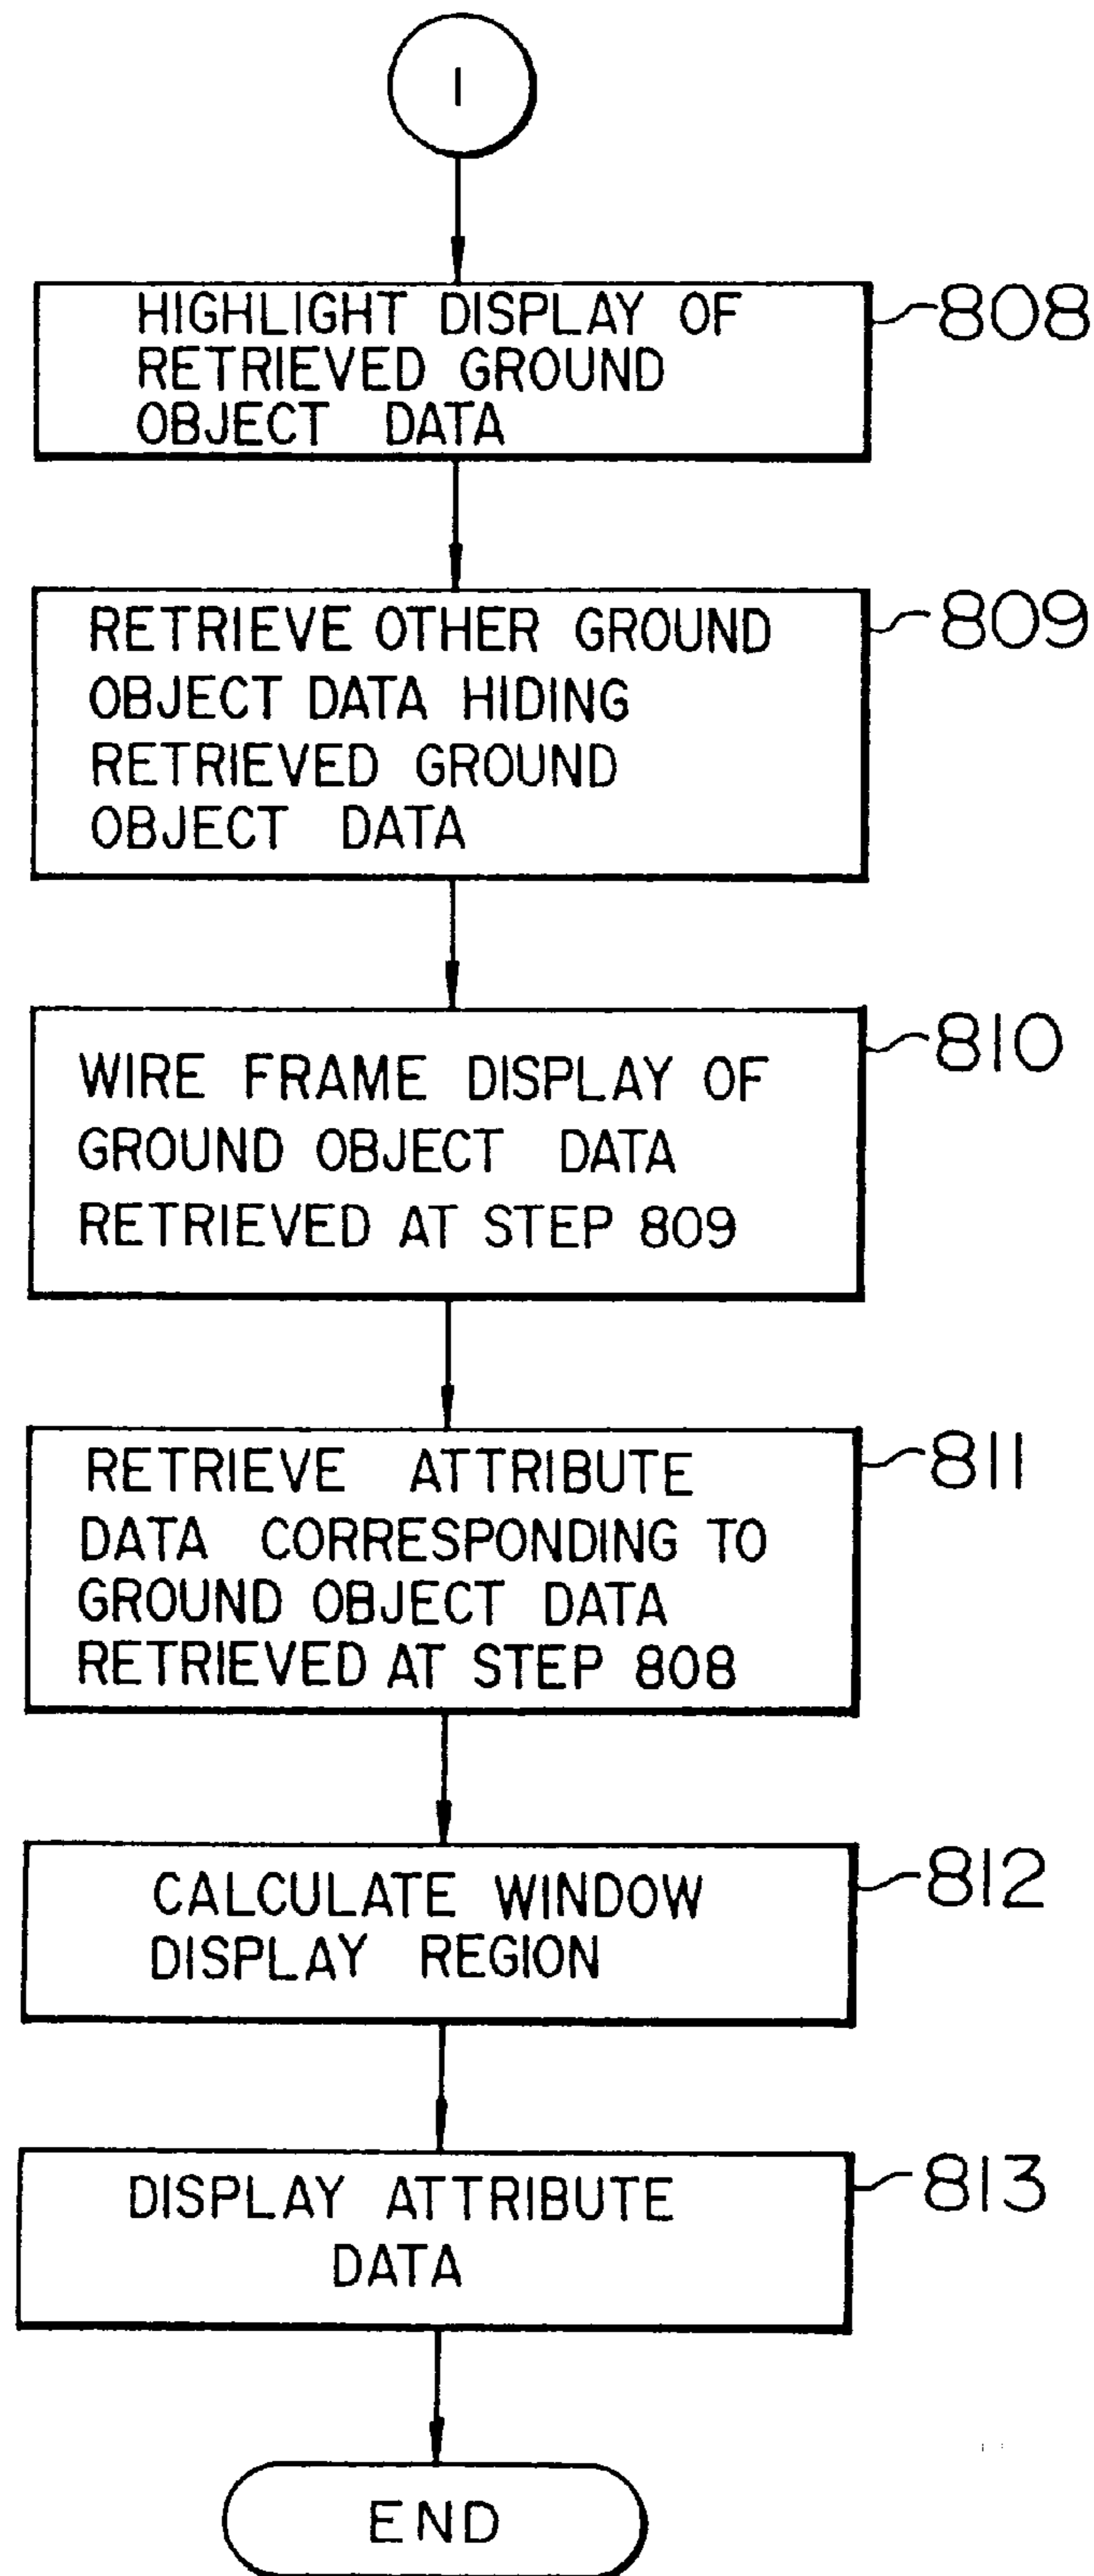 1
HIGHLIGHT DISPLAY OF
RETRIEVED GROUND
OBJECT DATA
808
RETRIEVE OTHER GROUND
OBJECT DATA HIDING
RETRIEVED GROUND
OBJECT DATA
809
WIRE FRAME DISPLAY OF
GROUND OBJECT DATA
RETRIEVED AT STEP 809
810
RETRIEVE ATTRIBUTE
DATA CORRESPONDING TO
GROUND OBJECT DATA
RETRIEVED AT STEP 808
811
CALCULATE WINDOW
DISPLAY REGION
812
DISPLAY ATTRIBUTE
DATA
813
END